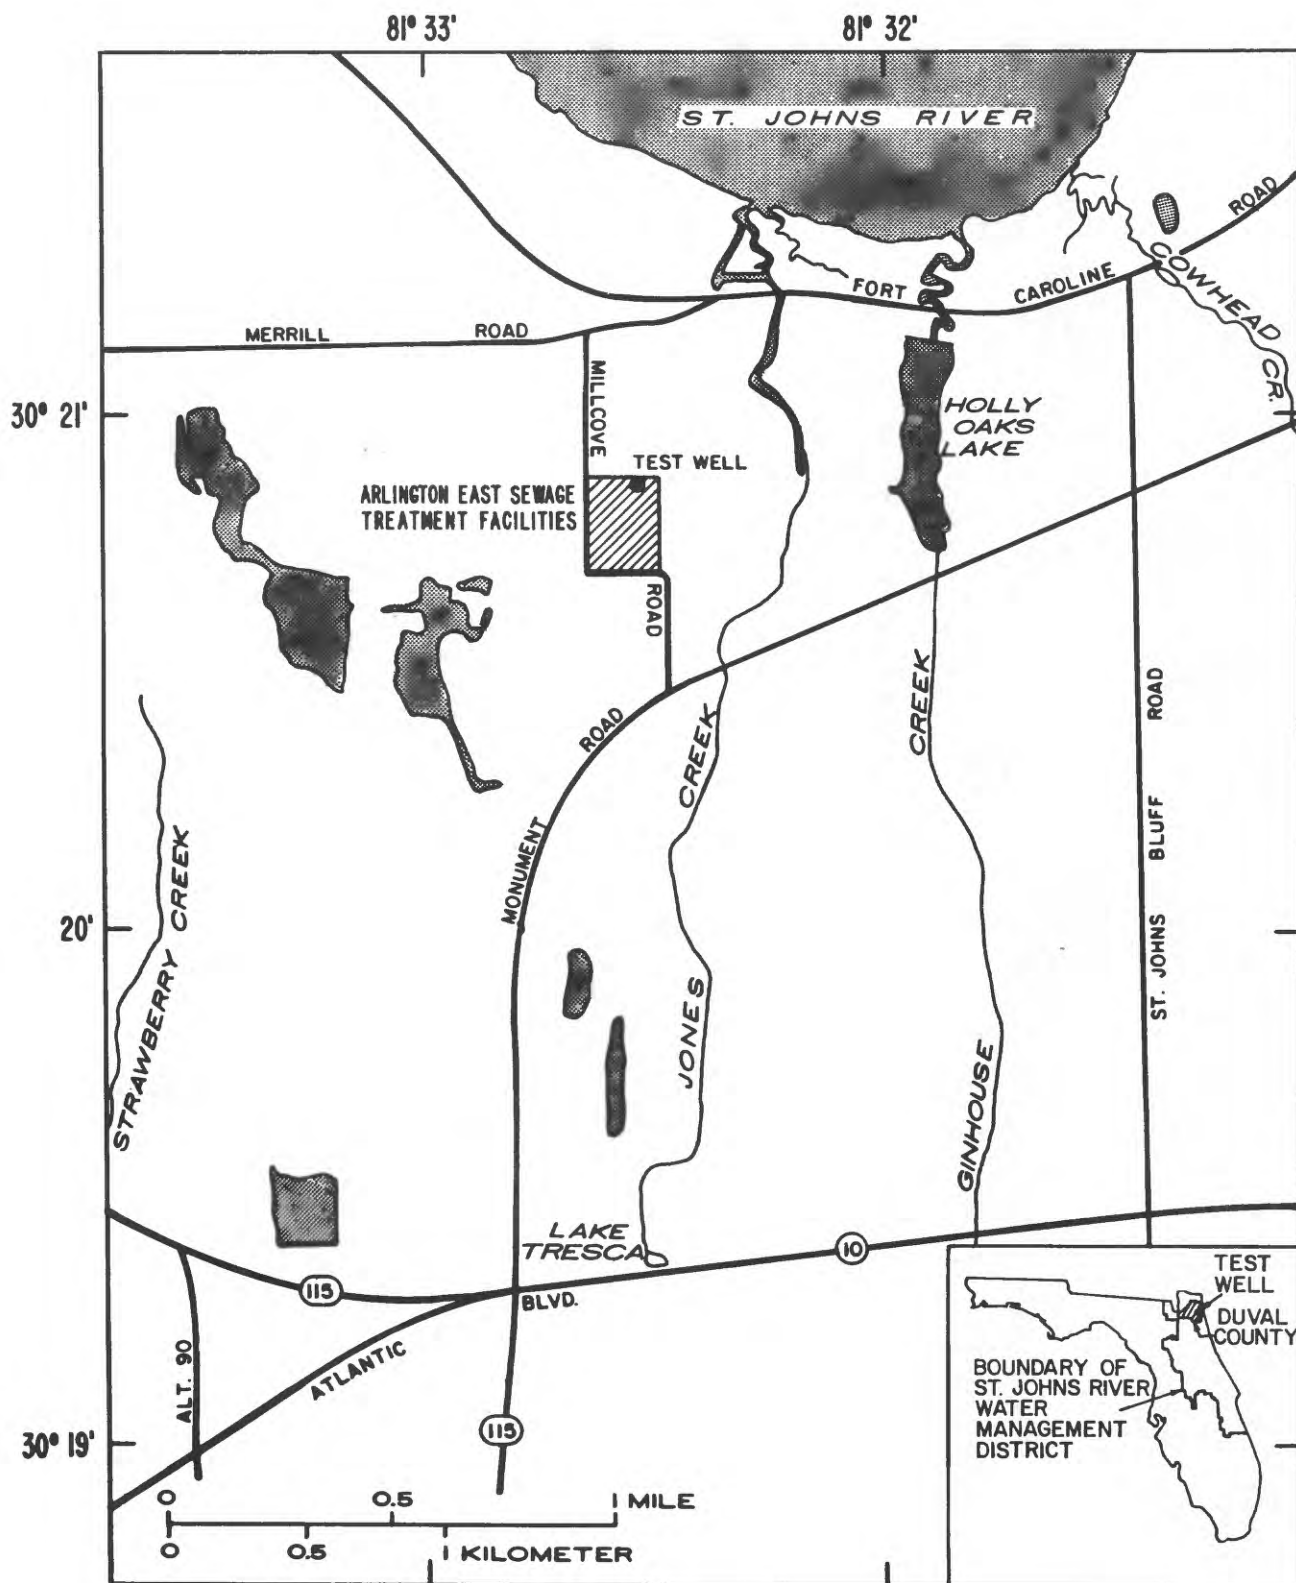 81° 33'
81° 32'
ST. JOHNS RIVER
ROAD
COWHEAD CR.
FORT
CAROLINE
MERRILL
ROAD
30° 21'
MILLCOVE
HOLLY
OAKS
LAKE
TEST WELL
ARLINGTON EAST SEWAGE
TREATMENT FACILITIES
ROAD
ROAD
MONUMENT
CREEK
JONES
CREEK
GINHOUSE
ROAD
BLUFF
ST. JOHNS
STRAWBERRY CREEK
20'
LAKE
TRESCA
10
115
BLVD.
ATLANTIC
ALT. 90
115
30° 19'
TEST
WELL
DUVAL
COUNTY
BOUNDARY OF
ST. JOHNS RIVER
WATER
MANAGEMENT
DISTRICT
0 0.5 1 MILE
0 0.5 1 KILOMETER